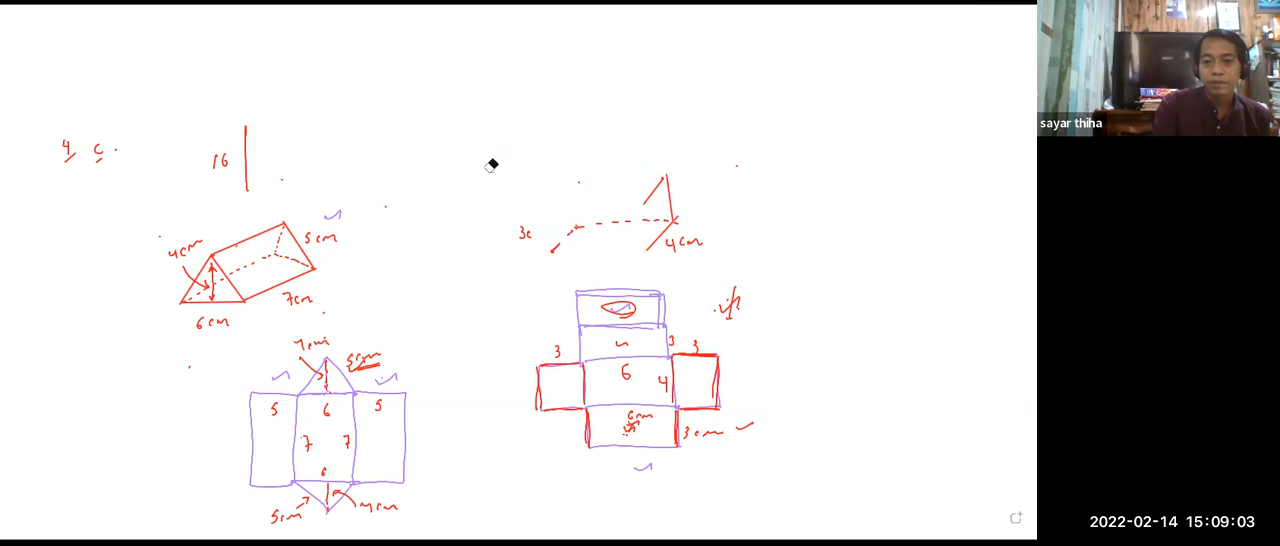 4 c.
16
4cm
5cm
7cm
6cm
4cm
5cm
5
6
5
7
7
6
5cm
4cm
3c
4cm
3
3
3
6
4
6cm
3cm
sayar thiha
2022-02-14 15:09:03